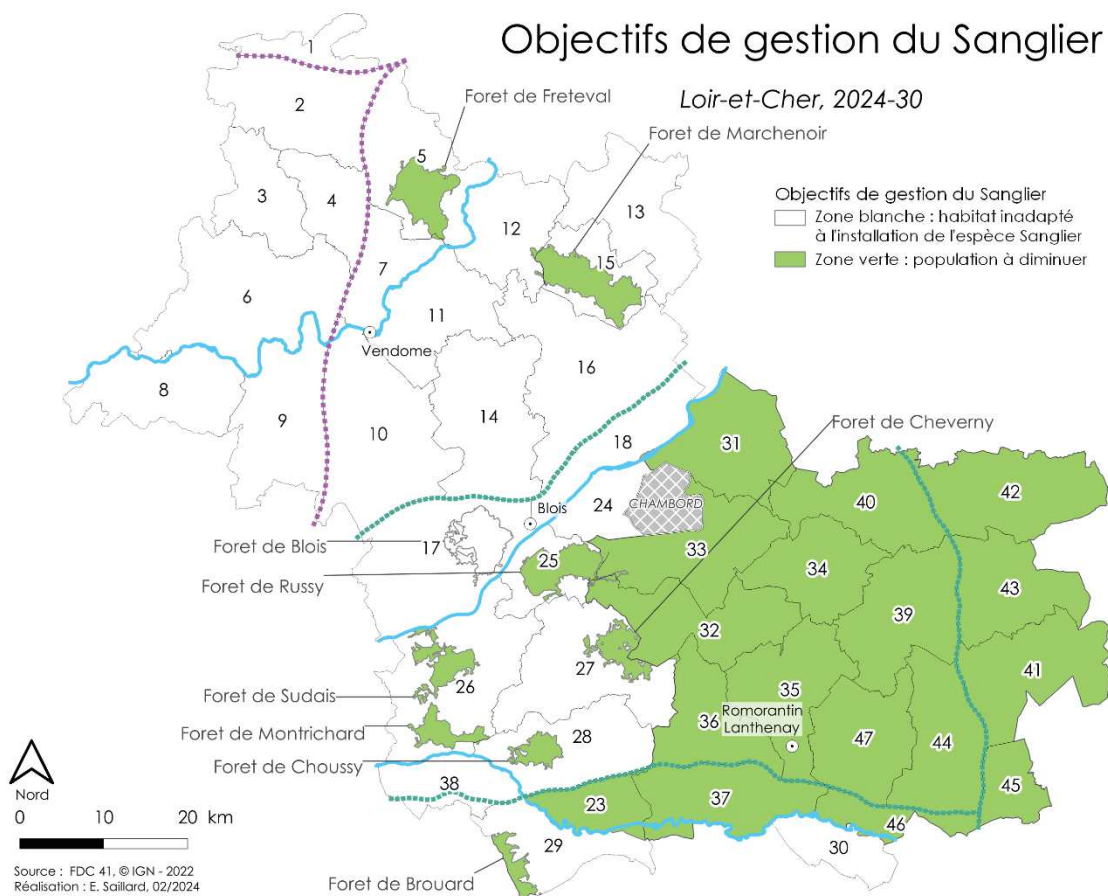 Objectifs de gestion du Sanglier
Loir-et-Cher, 2024-30
Foret de Freteval
Foret de Marchenoir
Objectifs de gestion du Sanglier
Zone blanche : habitat inadapté
à l'installation de l'espèce Sanglier
Zone verte : population à diminuer
1
2
3
4
5
6
7
8
9
10
11
12
13
14
15
16
Vendome
17
18
Foret de Cheverny
31
24
CHAMBORD
Blois
40
42
Foret de Blois
25
33
34
43
Foret de Russy
32
39
27
41
26
35
Foret de Sudais
36
Romorantin
Lanthenay
Foret de Montrichard
28
47
44
Foret de Choussy
38
45
23
37
46
29
30
Foret de Brouard
Nord
0 10 20 km
Source : FDC 41, © IGN - 2022
Réalisation : E. Saillard, 02/2024